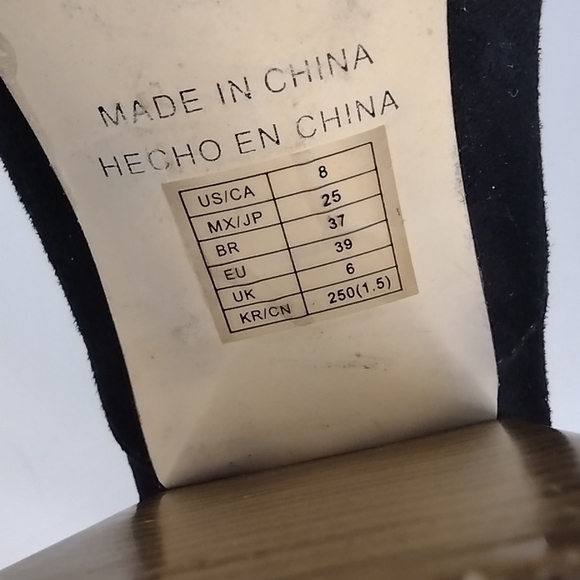 MADE IN CHINA
HECHO EN CHINA
US/CA 8
MX/JP 25
BR 37
EU 39
UK 6
KR/CN 250(1.5)